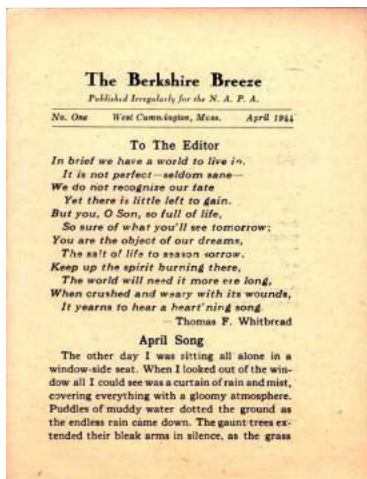 The Berkshire Breeze
Published Irregularly for the N. A. P. A.
No. One West Cummington, Mass. April 1944
To The Editor
In brief we have a world to live in.
It is not perfect—seldom sane—
We do not recognize our fate
Yet there is little left to gain.
But you, O Son, so full of life,
So sure of what you'll see tomorrow;
You are the object of our dreams,
The salt of life to season sorrow.
Keep up the spirit burning there,
The world will need it more ere long,
When crushed and weary with its wounds,
It yearns to hear a heart'ning song.
—Thomas F. Whitbread
April Song
The other day I was sitting all alone in a
window-side seat. When I looked out of the win-
dow all I could see was a curtain of rain and mist,
covering everything with a gloomy atmosphere.
Puddles of muddy water dotted the ground as
the endless rain came down. The gaunt trees ex-
tended their bleak arms in silence, as the grass